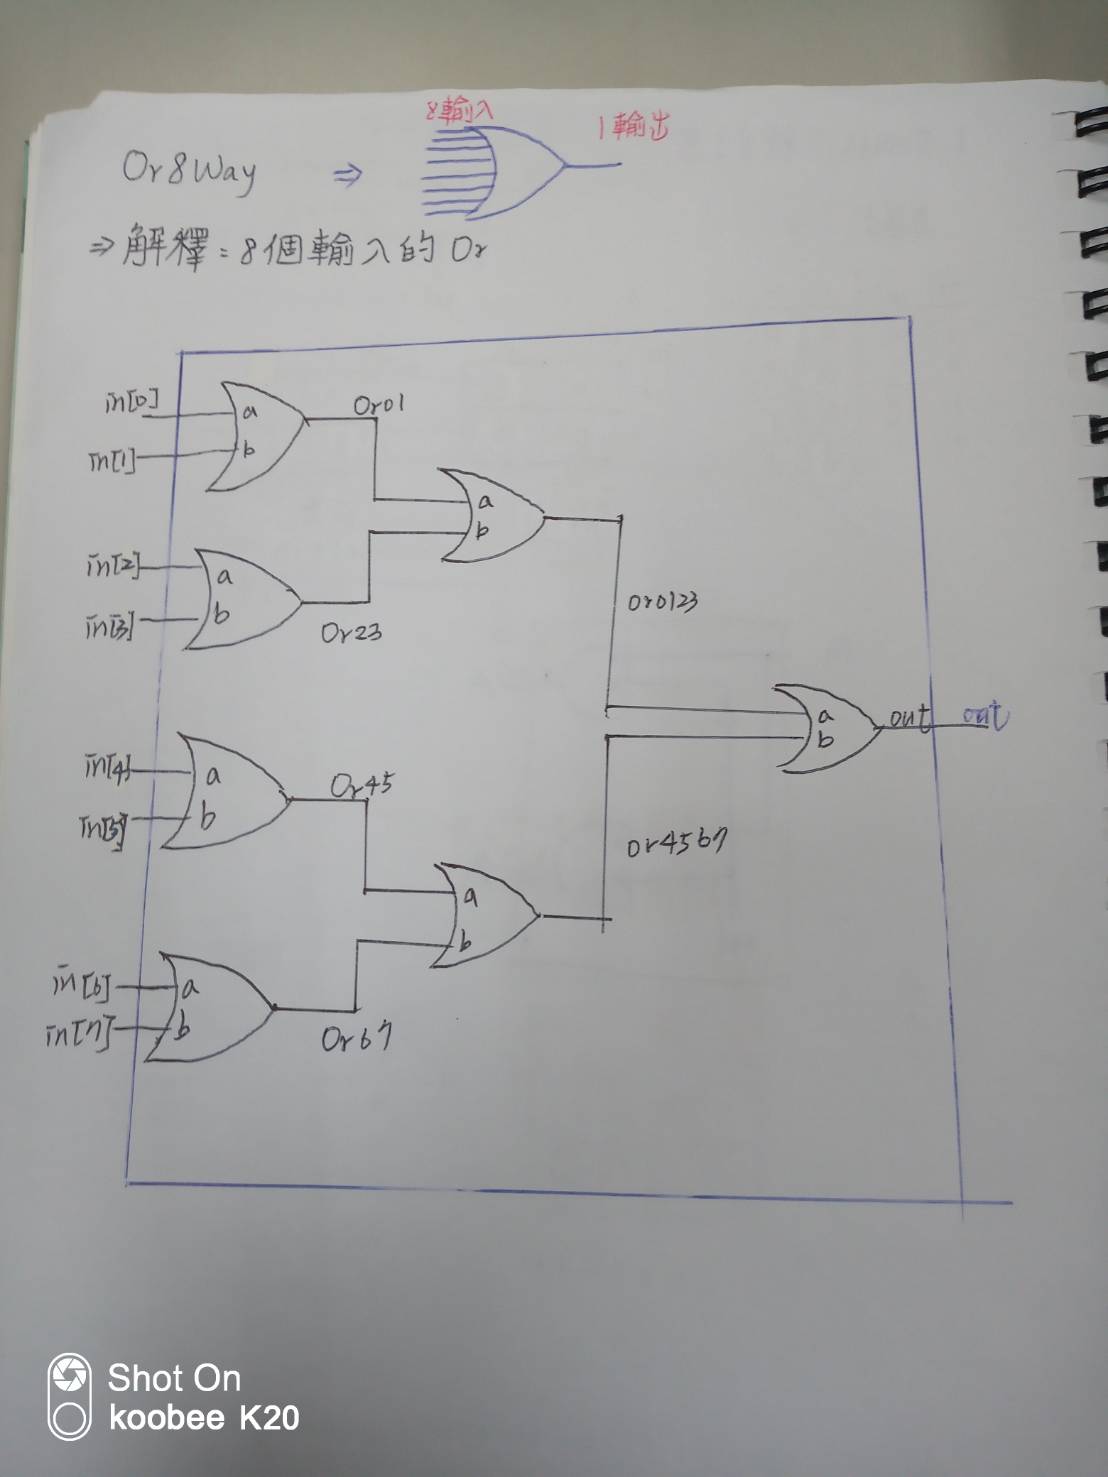 8輸入
1輸出
Or8Way ⇒
⇒解釋:8個輸入的 Or
in[0]
a
Or01
in[1]
b
a
b
in[2]
a
in[3]
b
Or23
Or0123
a
b
out
out
in[4]
a
Or45
in[5]
b
Or4567
a
b
in[6]
a
in[7]
b
Or67
Shot On
koobee K20